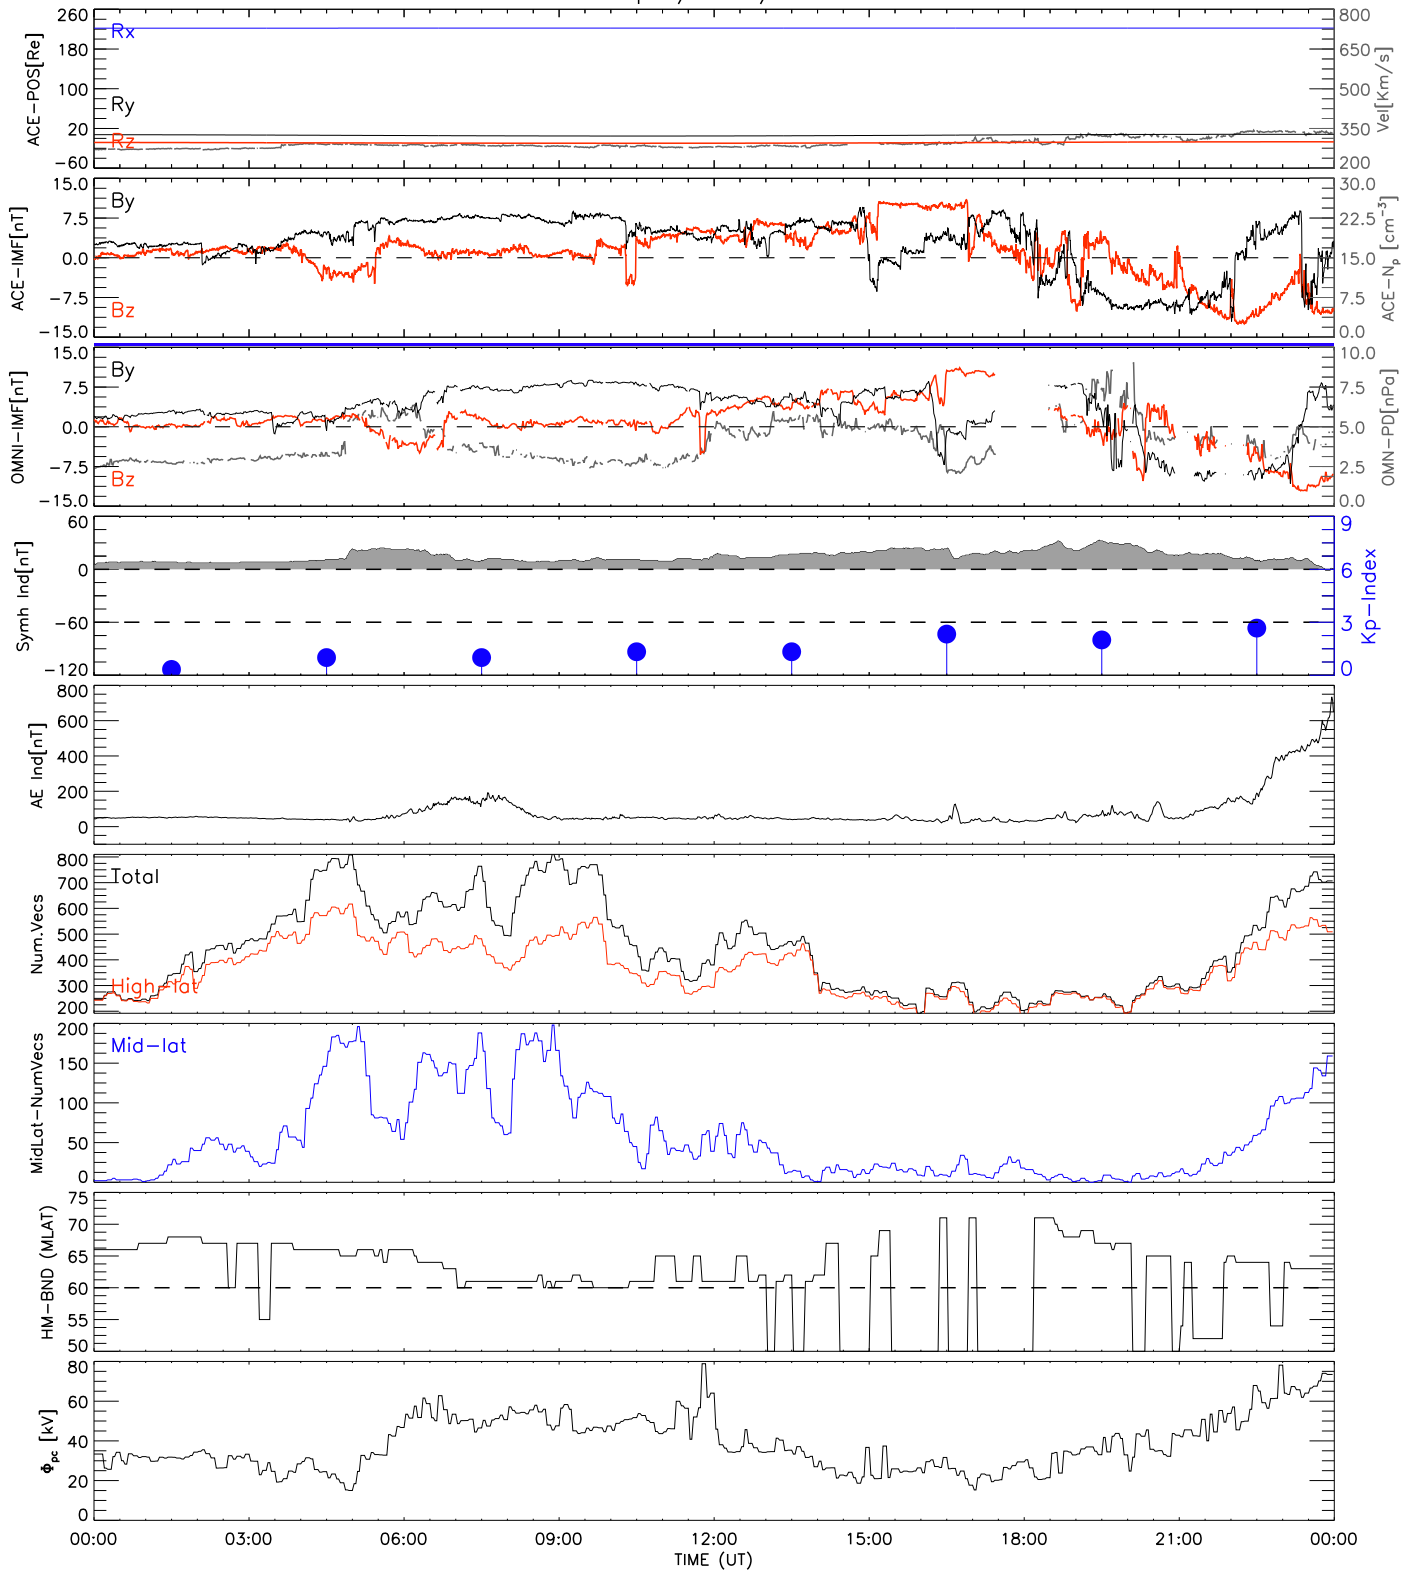 260
180
100
20
−60
ACE−POS[Re]
Rx
Ry
Rz
800
650
500
350
200
Vel[Km/s]
15.0
7.5
0.0
−7.5
−15.0
ACE−IMF[nT]
By
Bz
30.0
22.5
15.0
7.5
0.0
ACE−Np [cm−3]
15.0
7.5
0.0
−7.5
−15.0
OMNI−IMF[nT]
By
Bz
10.0
7.5
5.0
2.5
0.0
OMN−PD[nPa]
60
0
−60
−120
Symh Ind[nT]
9
6
3
0
Kp−Index
800
600
400
200
0
AE Ind[nT]
800
700
600
500
400
300
200
Num.Vecs
Total
High−lat
200
150
100
50
0
MidLat−NumVecs
Mid−lat
75
70
65
60
55
50
HM−BND (MLAT)
80
60
40
20
0
Φpc [kV]
00:00 03:00 06:00 09:00 12:00 15:00 18:00 21:00 00:00
TIME (UT)